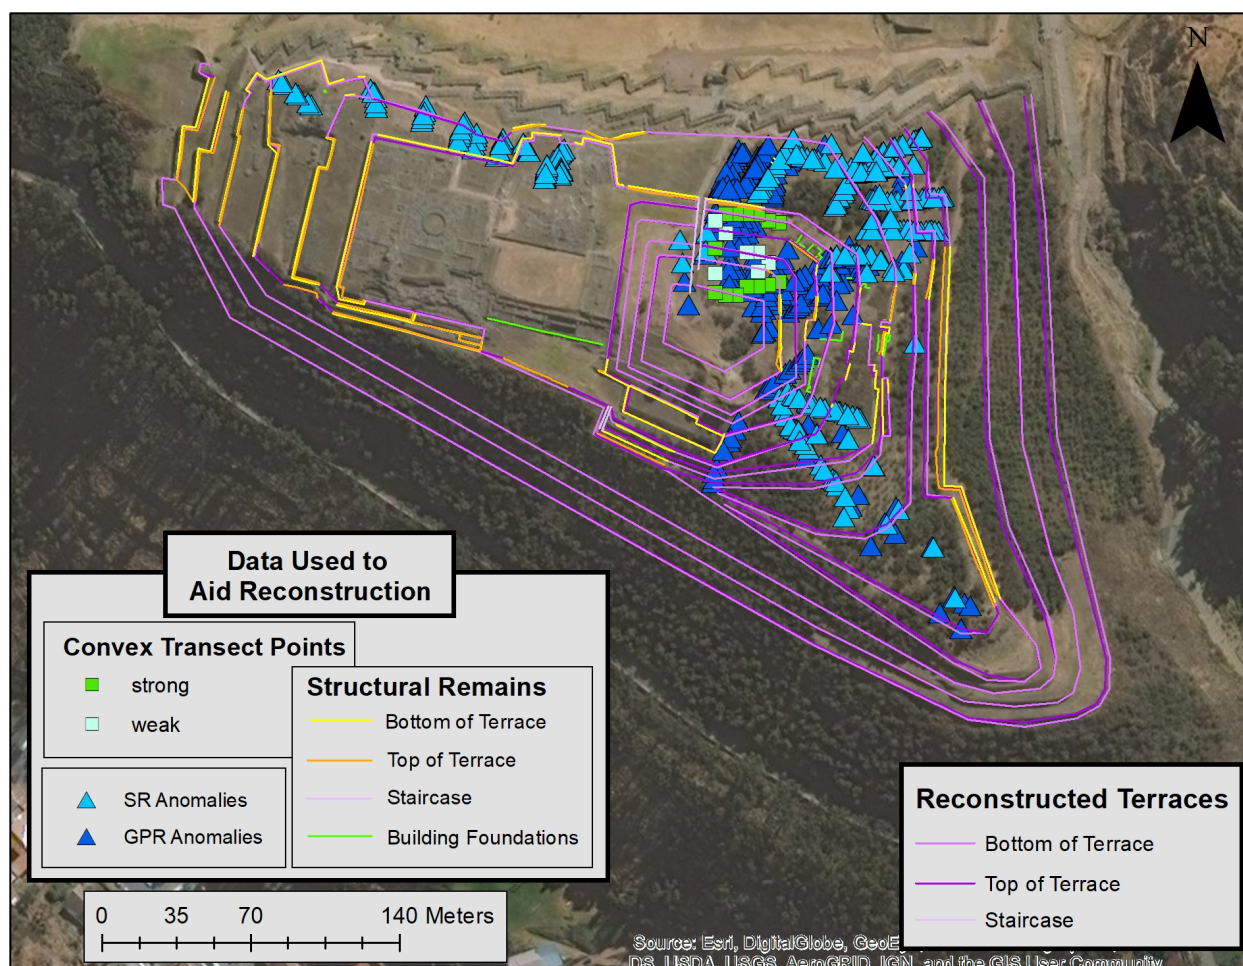 N
Data Used to
Aid Reconstruction
Convex Transect Points
strong
weak
SR Anomalies
GPR Anomalies
Structural Remains
Bottom of Terrace
Top of Terrace
Staircase
Building Foundations
Reconstructed Terraces
Bottom of Terrace
Top of Terrace
Staircase
0 35 70 140 Meters
Source: Esri, DigitalGlobe, GeoEy
DS, USDA, USGS, AeroGRID, IGN, and the GIS User Community